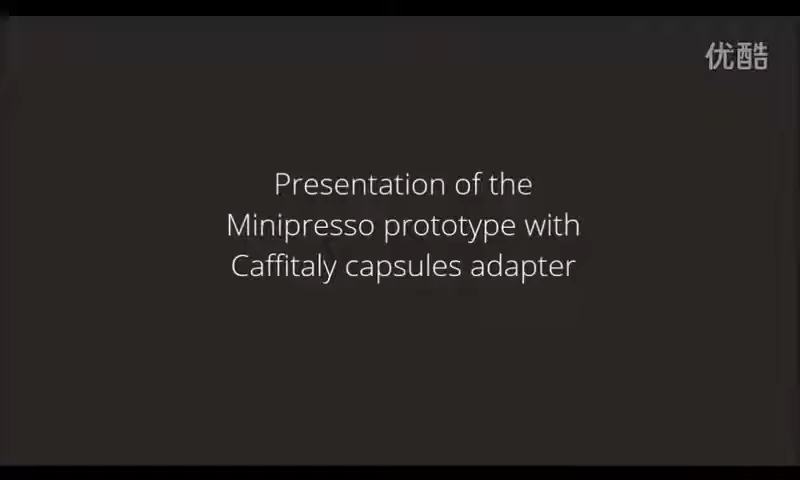 优酷
Presentation of the
Minipresso prototype with
Caffitaly capsules adapter